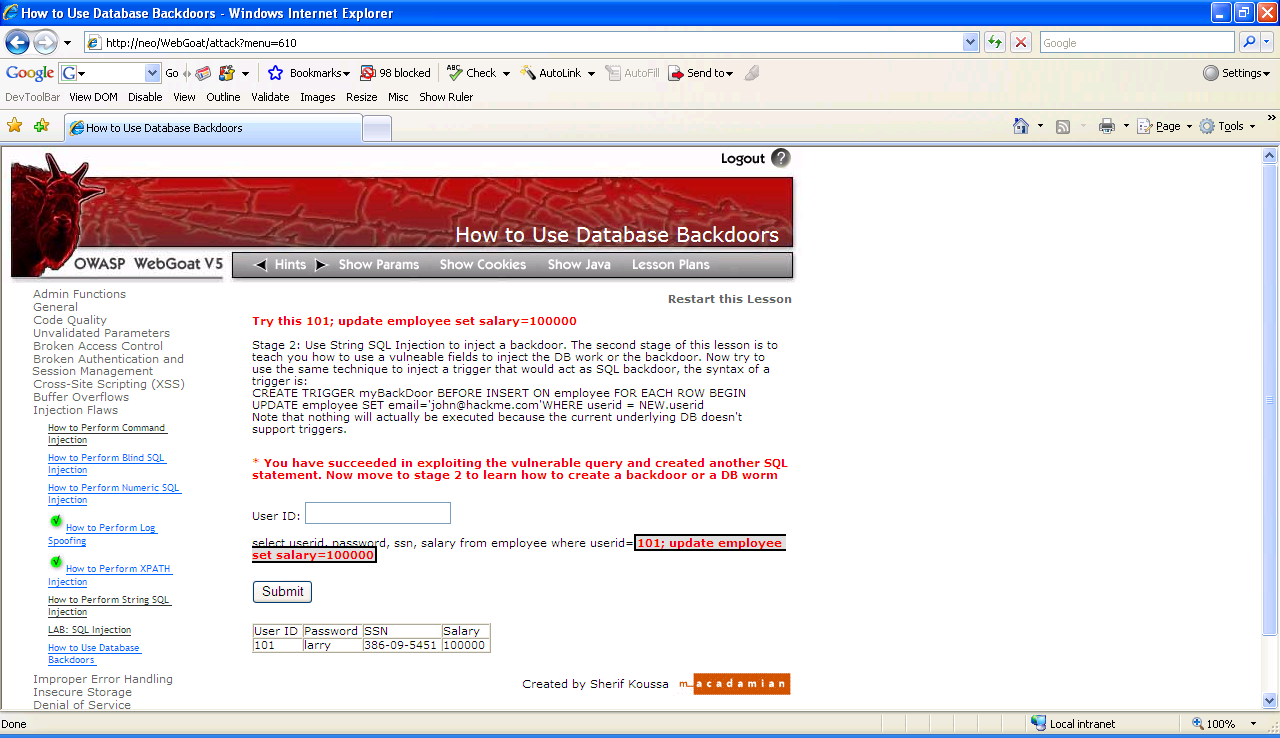 How to Use Database Backdoors - Windows Internet Explorer
http://neo/WebGoat/attack?menu=610
Google
Google G Go Bookmarks 98 blocked ABC Check AutoLink AutoFill Send to Settings
DevToolBar View DOM Disable View Outline Validate Images Resize Misc Show Ruler
How to Use Database Backdoors Page Tools
Logout ?
How to Use Database Backdoors
OWASP WebGoat V5
Hints Show Params Show Cookies Show Java Lesson Plans
Admin Functions
General
Code Quality
Unvalidated Parameters
Broken Access Control
Broken Authentication and
Session Management
Cross-Site Scripting (XSS)
Buffer Overflows
Injection Flaws
How to Perform Command
Injection
How to Perform Blind SQL
Injection
How to Perform Numeric SQL
Injection
How to Perform Log
Spoofing
How to Perform XPATH
Injection
How to Perform String SQL
Injection
LAB: SQL Injection
How to Use Database
Backdoors
Improper Error Handling
Insecure Storage
Denial of Service
Restart this Lesson
Try this 101; update employee set salary=100000
Stage 2: Use String SQL Injection to inject a backdoor. The second stage of this lesson is to
teach you how to use a vulneable fields to inject the DB work or the backdoor. Now try to
use the same technique to inject a trigger that would act as SQL backdoor, the syntax of a
trigger is:
CREATE TRIGGER myBackDoor BEFORE INSERT ON employee FOR EACH ROW BEGIN
UPDATE employee SET email='john@hackme.com'WHERE userid = NEW.userid
Note that nothing will actually be executed because the current underlying DB doesn't
support triggers.
* You have succeeded in exploiting the vulnerable query and created another SQL
statement. Now move to stage 2 to learn how to create a backdoor or a DB worm
User ID:
select userid, password, ssn, salary from employee where userid=101; update employee
set salary=100000
Submit
User ID Password SSN Salary
101 larry 386-09-5451 100000
Created by Sherif Koussa m_acadamian
Done Local intranet 100%